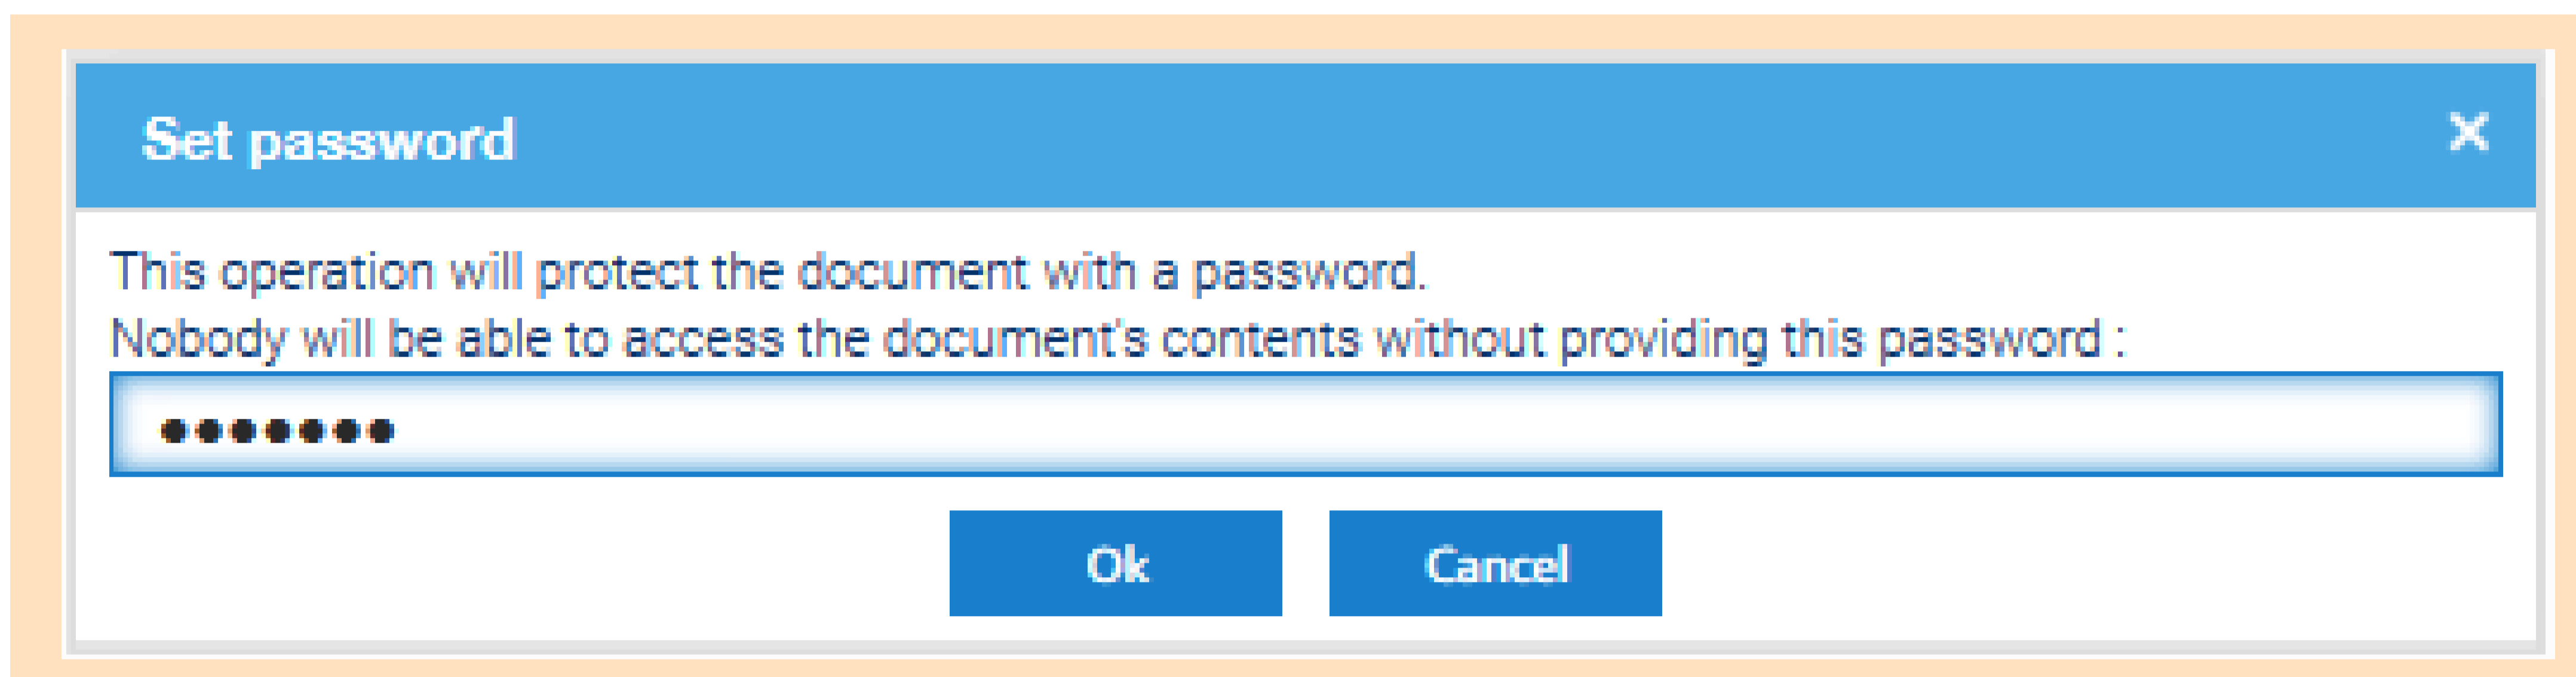 Set password ×
This operation will protect the document with a password.
Nobody will be able to access the document's contents without providing this password :
•••••••
Ok Cancel